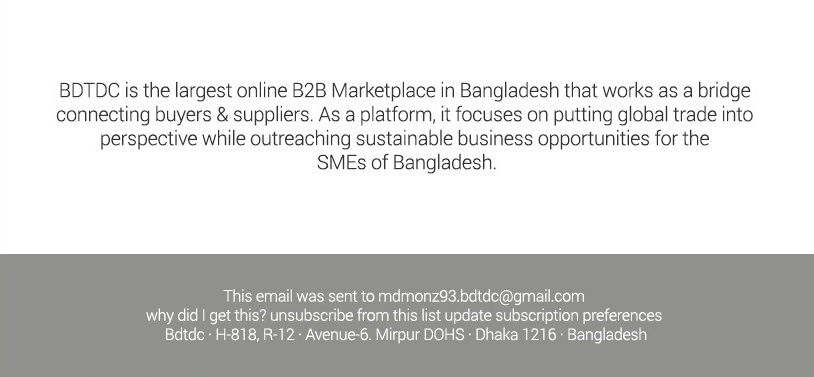 BDTDC is the largest online B2B Marketplace in Bangladesh that works as a bridge
connecting buyers & suppliers. As a platform, it focuses on putting global trade into
perspective while outreaching sustainable business opportunities for the
SMEs of Bangladesh.
This email was sent to mdmonz93.bdtdc@gmail.com
why did I get this? unsubscribe from this list update subscription preferences
Bdtdc · H-818, R-12 · Avenue-6. Mirpur DOHS · Dhaka 1216 · Bangladesh